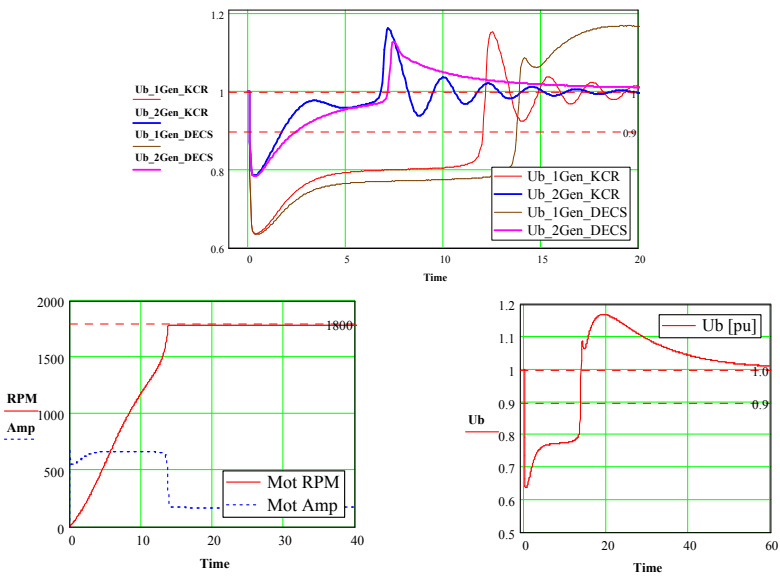 1.2
Ub_1Gen_KCR
1
1
Ub_2Gen_KCR
Ub_1Gen_DECS
0.9
Ub_2Gen_DECS
0.8
Ub_1Gen_KCR
Ub_2Gen_KCR
Ub_1Gen_DECS
Ub_2Gen_DECS
0.6
0
5
10
15
20
Time
2000
1800
1500
RPM
1000
Amp
500
Mot RPM
Mot Amp
0
0
10
20
30
40
Time
1.2
Ub [pu]
1.1
1
1.0
0.9
0.9
Ub
0.8
0.7
0.6
0.5
0
20
40
60
Time